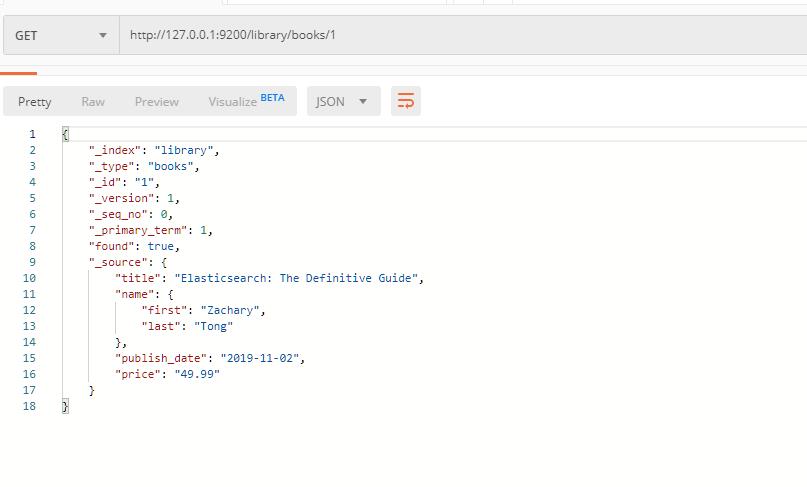 GET http://127.0.0.1:9200/library/books/1
Pretty Raw Preview Visualize BETA JSON
1 {
2 "_index": "library",
3 "_type": "books",
4 "_id": "1",
5 "_version": 1,
6 "_seq_no": 0,
7 "_primary_term": 1,
8 "found": true,
9 "_source": {
10 "title": "Elasticsearch: The Definitive Guide",
11 "name": {
12 "first": "Zachary",
13 "last": "Tong"
14 },
15 "publish_date": "2019-11-02",
16 "price": "49.99"
17 }
18 }